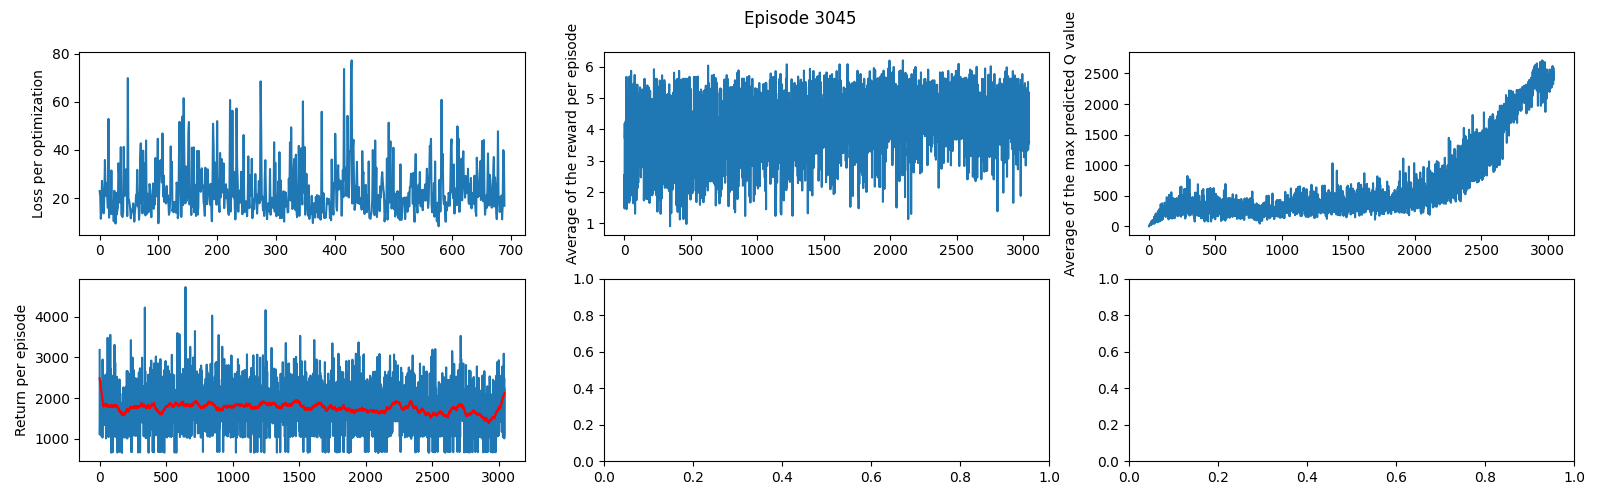 Episode 3045
Loss per optimization
80
60
40
20
0 100 200 300 400 500 600 700
Average of the reward per episode
6
5
4
3
2
1
0 500 1000 1500 2000 2500 3000
Average of the max predicted Q value
2500
2000
1500
1000
500
0
0 500 1000 1500 2000 2500 3000
Return per episode
4000
3000
2000
1000
0 500 1000 1500 2000 2500 3000
1.0
0.8
0.6
0.4
0.2
0.0
0.0 0.2 0.4 0.6 0.8 1.0
1.0
0.8
0.6
0.4
0.2
0.0
0.0 0.2 0.4 0.6 0.8 1.0